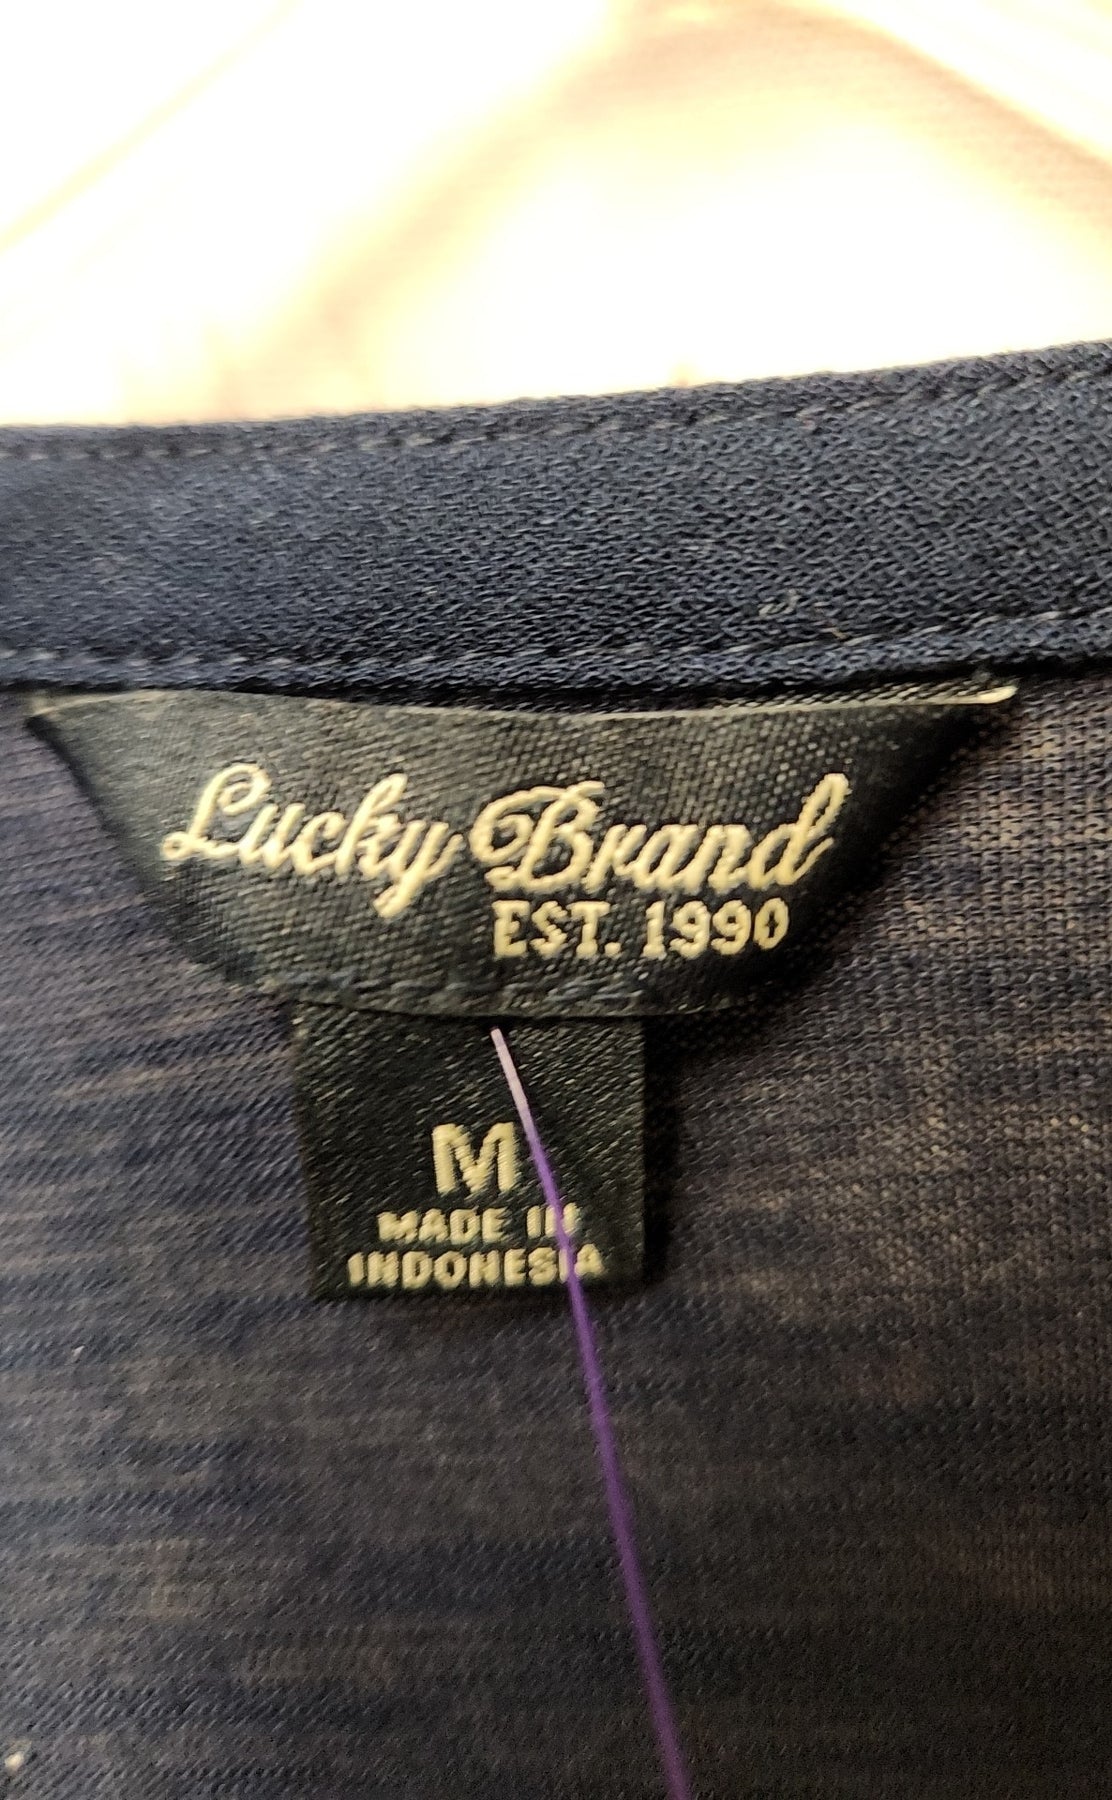 Lucky Brand
EST. 1990
M
MADE IN
INDONESIA